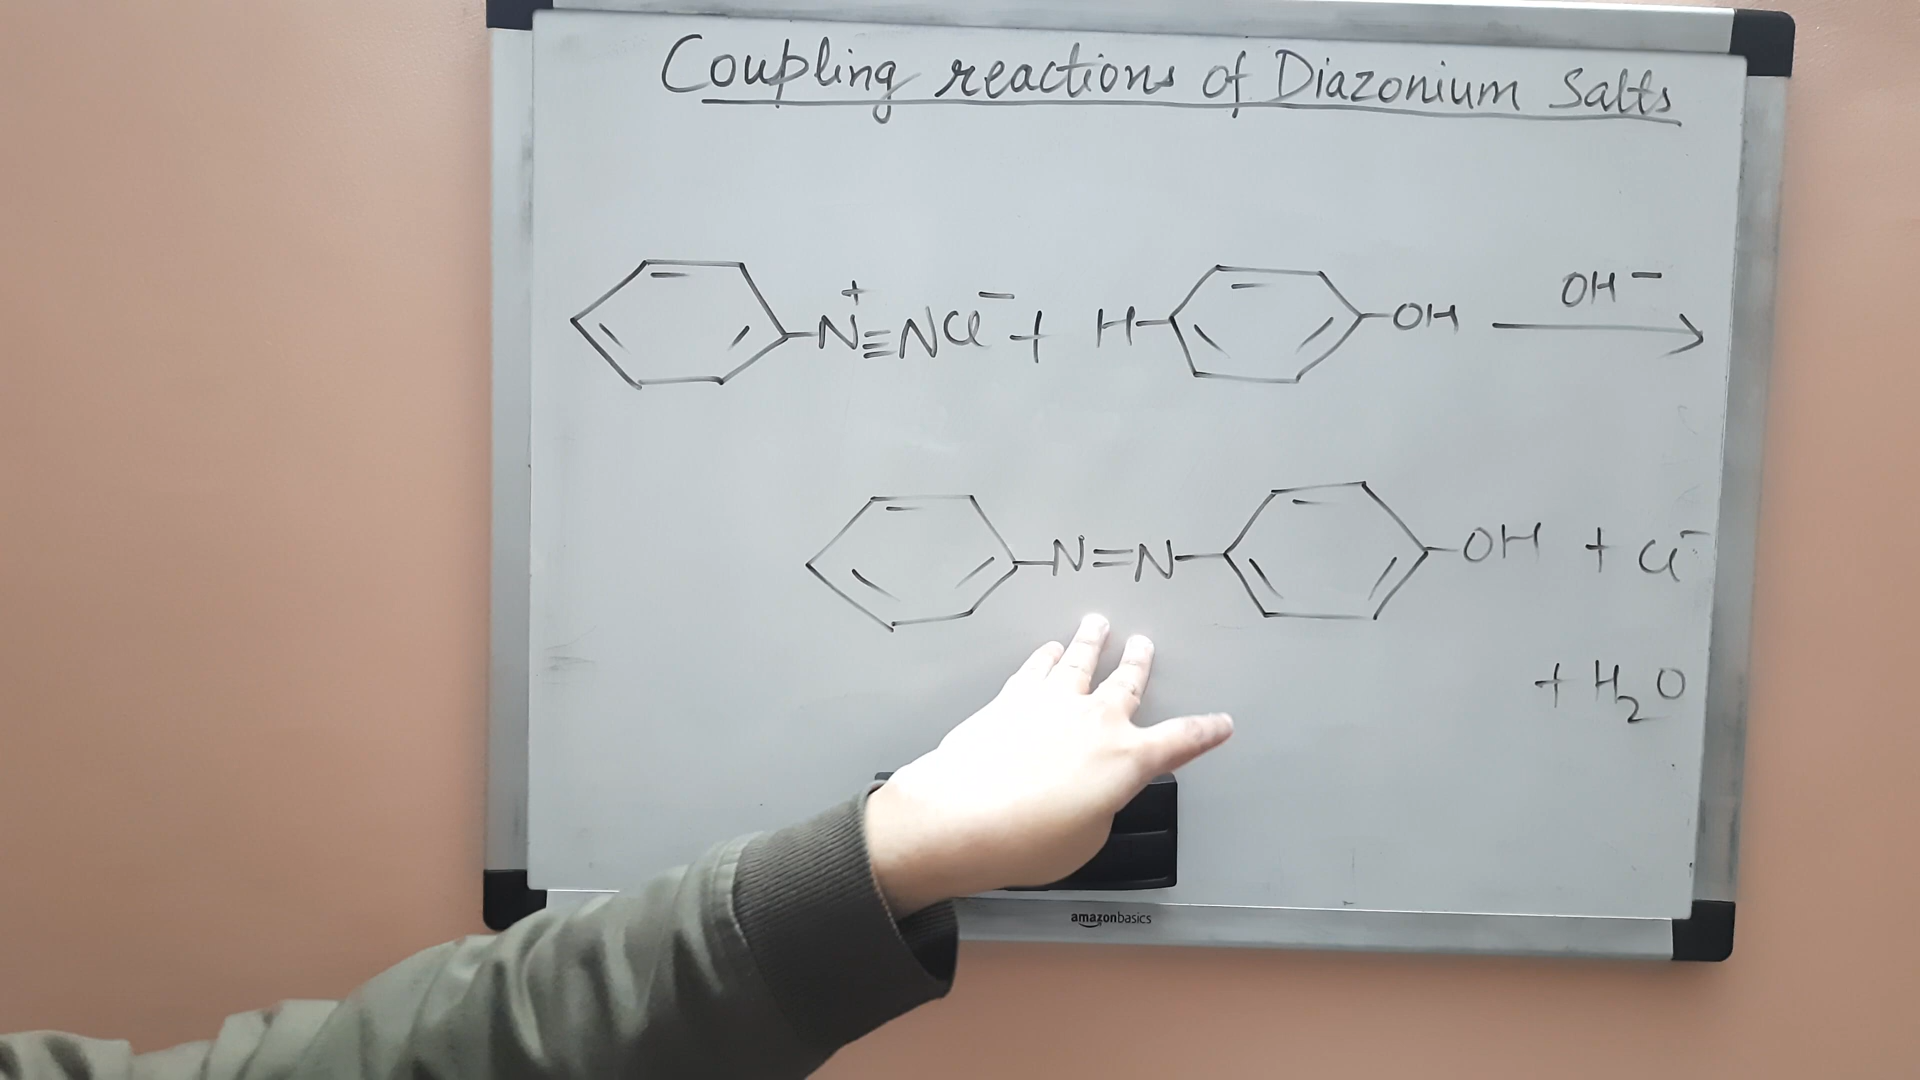 Coupling reactions of Diazonium Salts
N⁺≡NCl⁻ + H OH OH⁻ →
N=N OH + Cl⁻
+ H₂O
amazonbasics